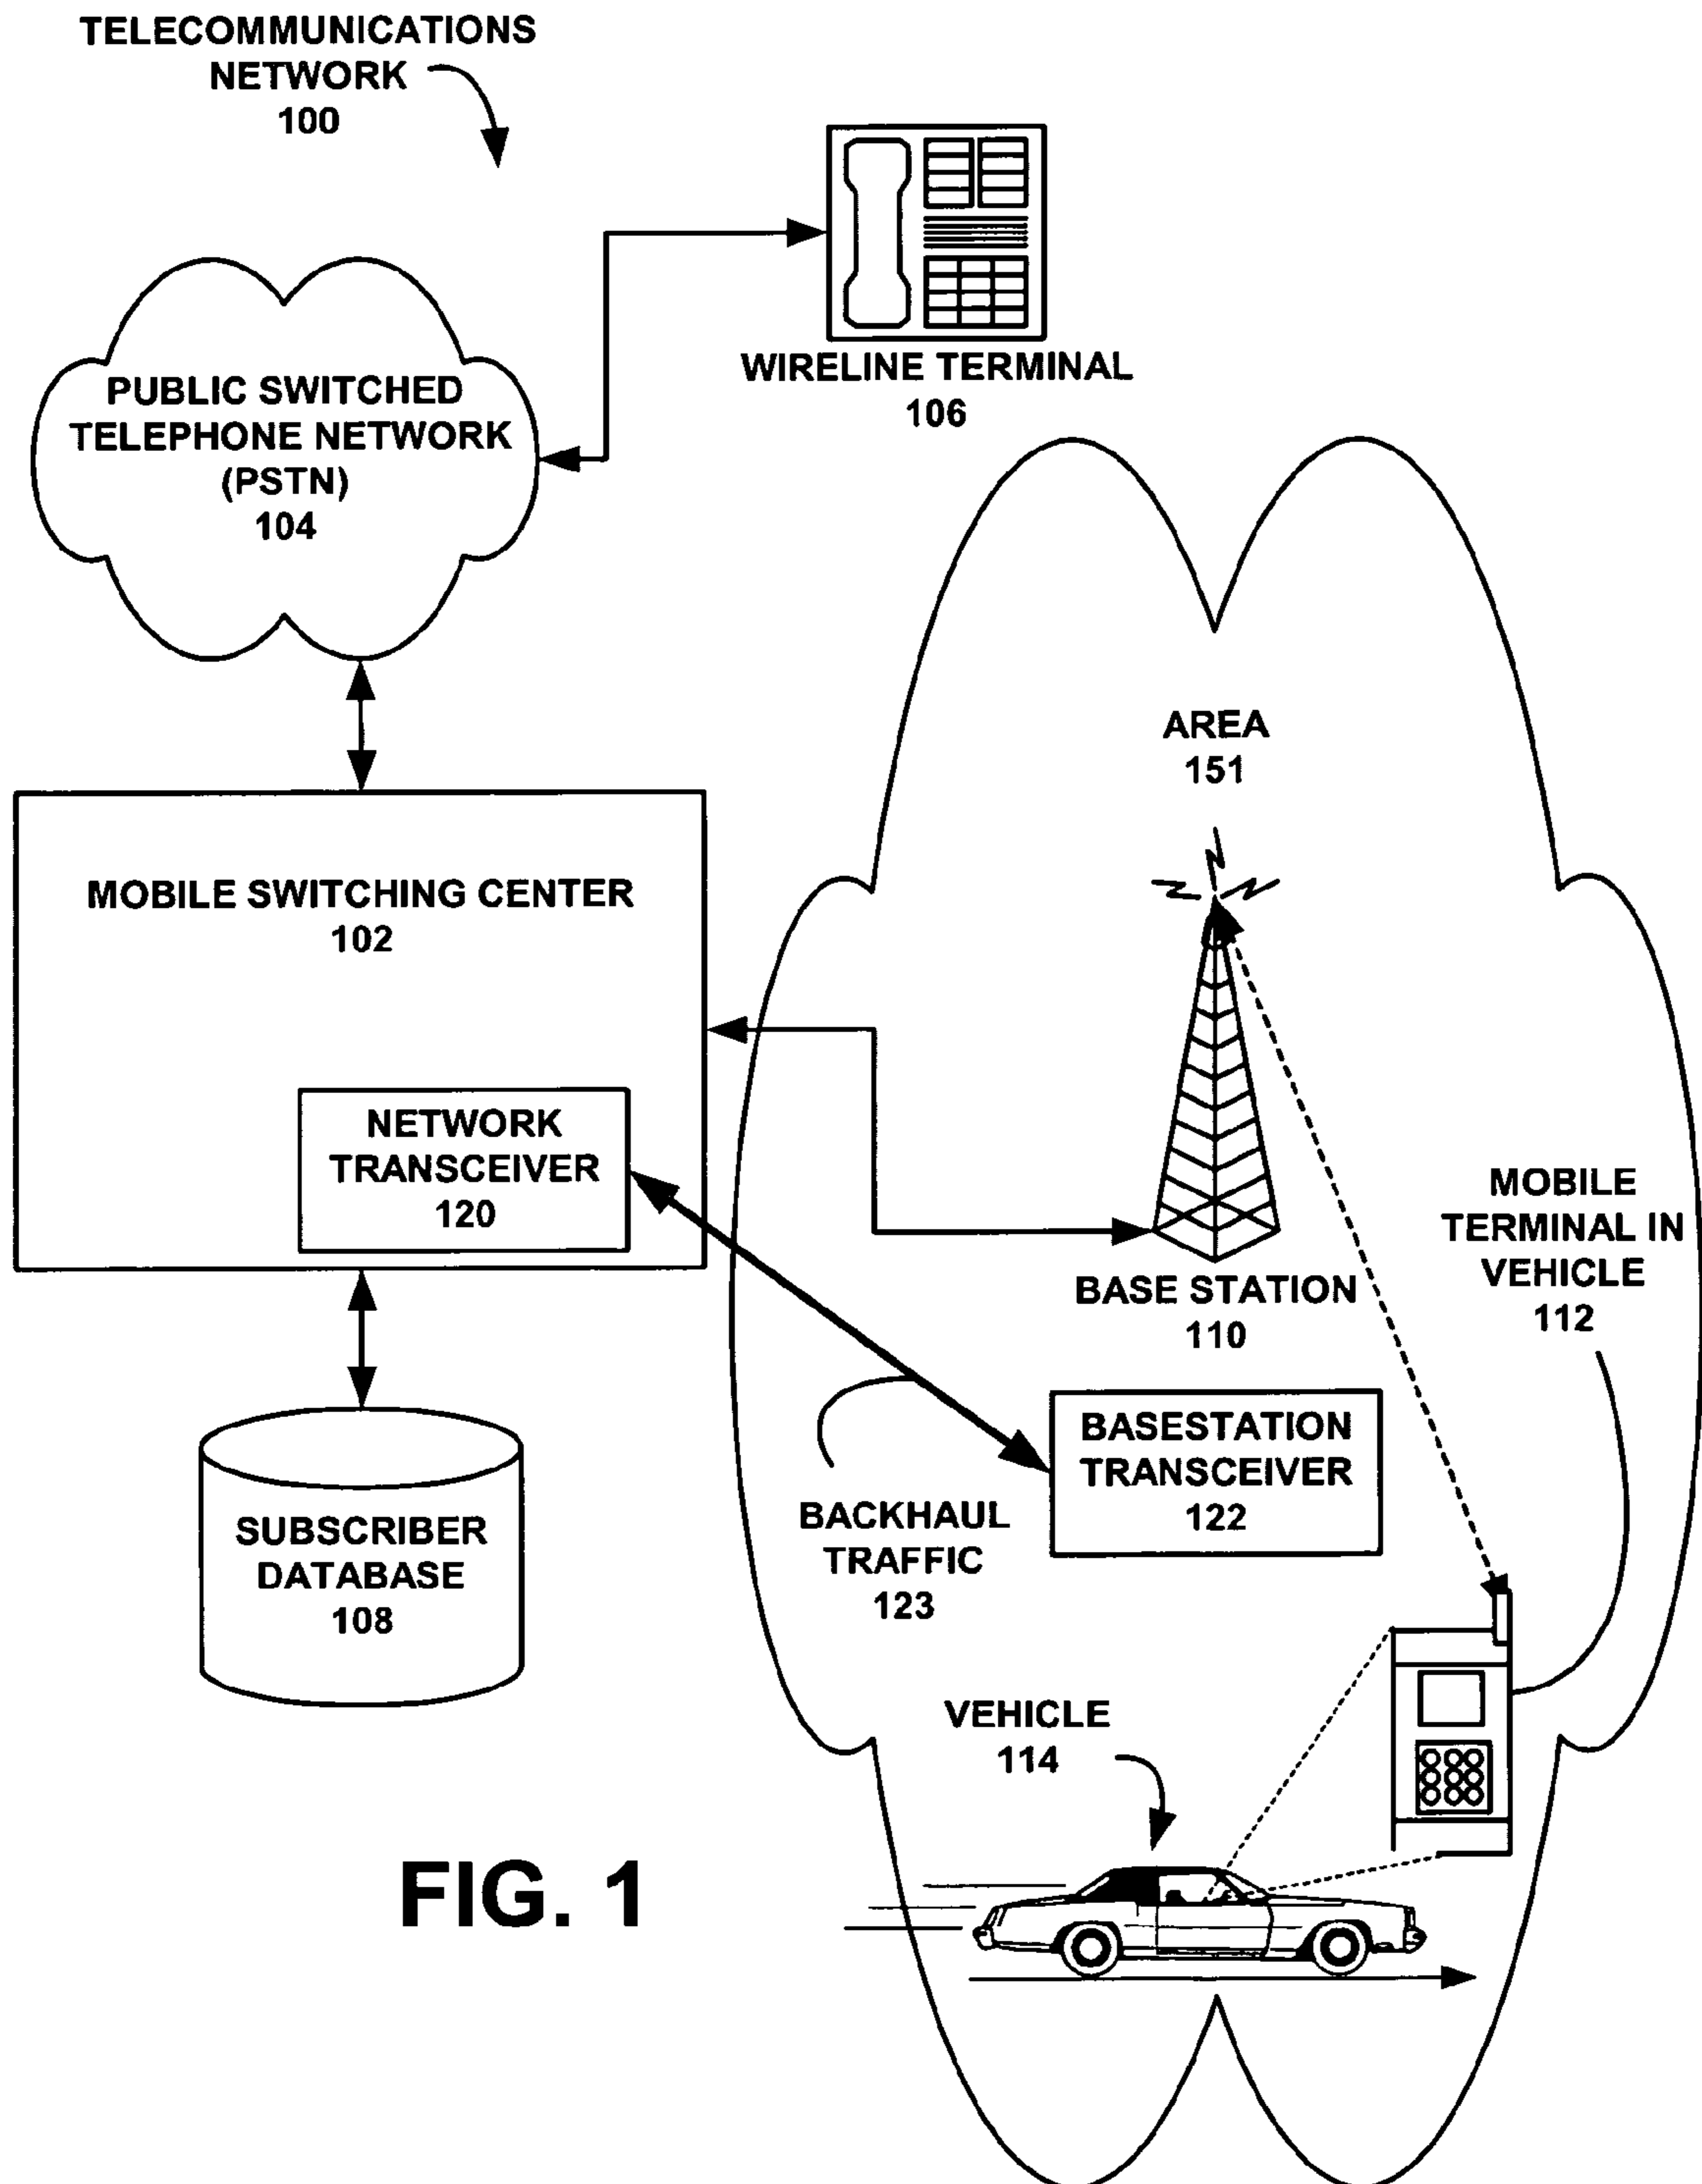 TELECOMMUNICATIONS
NETWORK
100
WIRELINE TERMINAL
106
PUBLIC SWITCHED
TELEPHONE NETWORK
(PSTN)
104
AREA
151
MOBILE SWITCHING CENTER
102
NETWORK
TRANSCEIVER
120
MOBILE
TERMINAL IN
VEHICLE
112
BASE STATION
110
BASESTATION
TRANSCEIVER
122
BACKHAUL
TRAFFIC
123
SUBSCRIBER
DATABASE
108
VEHICLE
114
FIG. 1